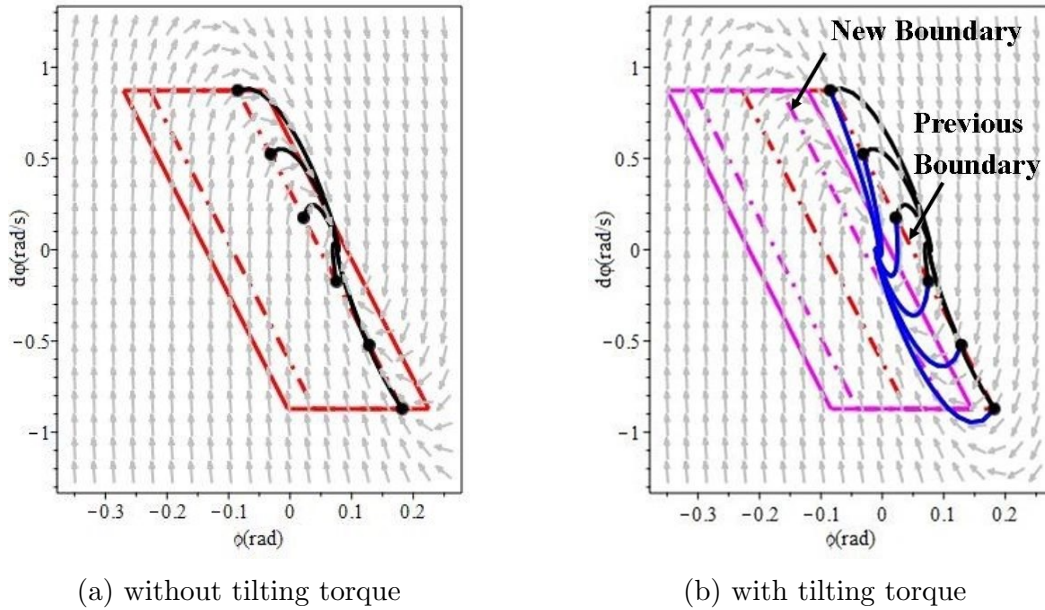 1
0.5
0
−0.5
−1
dφ(rad/s)
−0.3 −0.2 −0.1 0 0.1 0.2
ϕ(rad)
(a) without tilting torque
New Boundary
Previous
Boundary
1
0.5
0
−0.5
−1
dφ(rad/s)
−0.3 −0.2 −0.1 0 0.1 0.2
ϕ(rad)
(b) with tilting torque